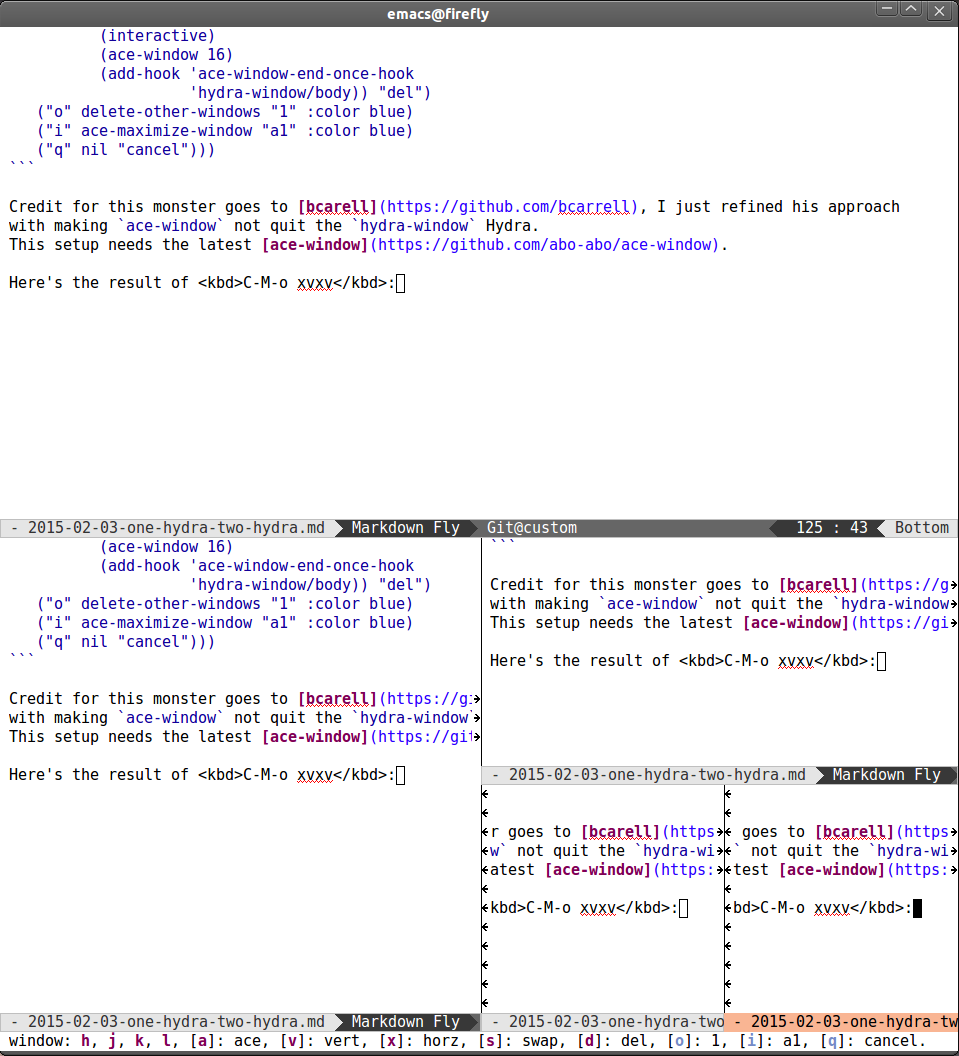 emacs@firefly
(interactive)
(ace-window 16)
(add-hook 'ace-window-end-once-hook
'hydra-window/body)) "del")
("o" delete-other-windows "1" :color blue)
("i" ace-maximize-window "a1" :color blue)
("q" nil "cancel")))
```
Credit for this monster goes to [bcarell](https://github.com/bcarrell), I just refined his approach
with making `ace-window` not quit the `hydra-window` Hydra.
This setup needs the latest [ace-window](https://github.com/abo-abo/ace-window).
Here's the result of <kbd>C-M-o xvxv</kbd>:
- 2015-02-03-one-hydra-two-hydra.md Markdown Fly Git@custom 125 : 43 Bottom
(ace-window 16)
(add-hook 'ace-window-end-once-hook
'hydra-window/body)) "del")
("o" delete-other-windows "1" :color blue)
("i" ace-maximize-window "a1" :color blue)
("q" nil "cancel")))
```
Credit for this monster goes to [bcarell](https://gi
with making `ace-window` not quit the `hydra-window`
This setup needs the latest [ace-window](https://git
Here's the result of <kbd>C-M-o xvxv</kbd>:
- 2015-02-03-one-hydra-two-hydra.md Markdown Fly
```
Credit for this monster goes to [bcarell](https://g
with making `ace-window` not quit the `hydra-window
This setup needs the latest [ace-window](https://gi
Here's the result of <kbd>C-M-o xvxv</kbd>:
- 2015-02-03-one-hydra-two-hydra.md Markdown Fly
r goes to [bcarell](https
w` not quit the `hydra-wi
atest [ace-window](https:
kbd>C-M-o xvxv</kbd>:
- 2015-02-03-one-hydra-two
goes to [bcarell](https
` not quit the `hydra-wi
test [ace-window](https:
bd>C-M-o xvxv</kbd>:
- 2015-02-03-one-hydra-tw
window: h, j, k, l, [a]: ace, [v]: vert, [x]: horz, [s]: swap, [d]: del, [o]: 1, [i]: a1, [q]: cancel.